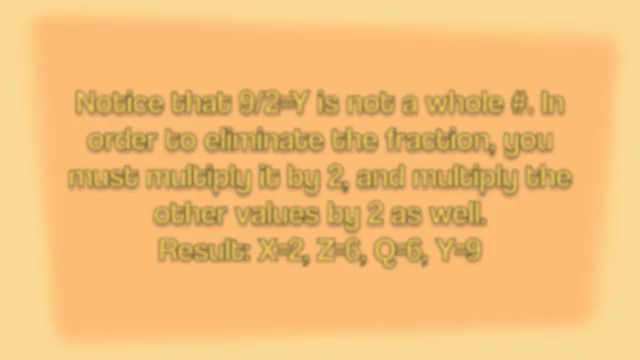 Notice that 9/2=Y is not a whole #. In
order to eliminate the fraction, you
must multiply it by 2, and multiply the
other values by 2 as well.
Result: X=2, Z=6, Q=6, Y=9